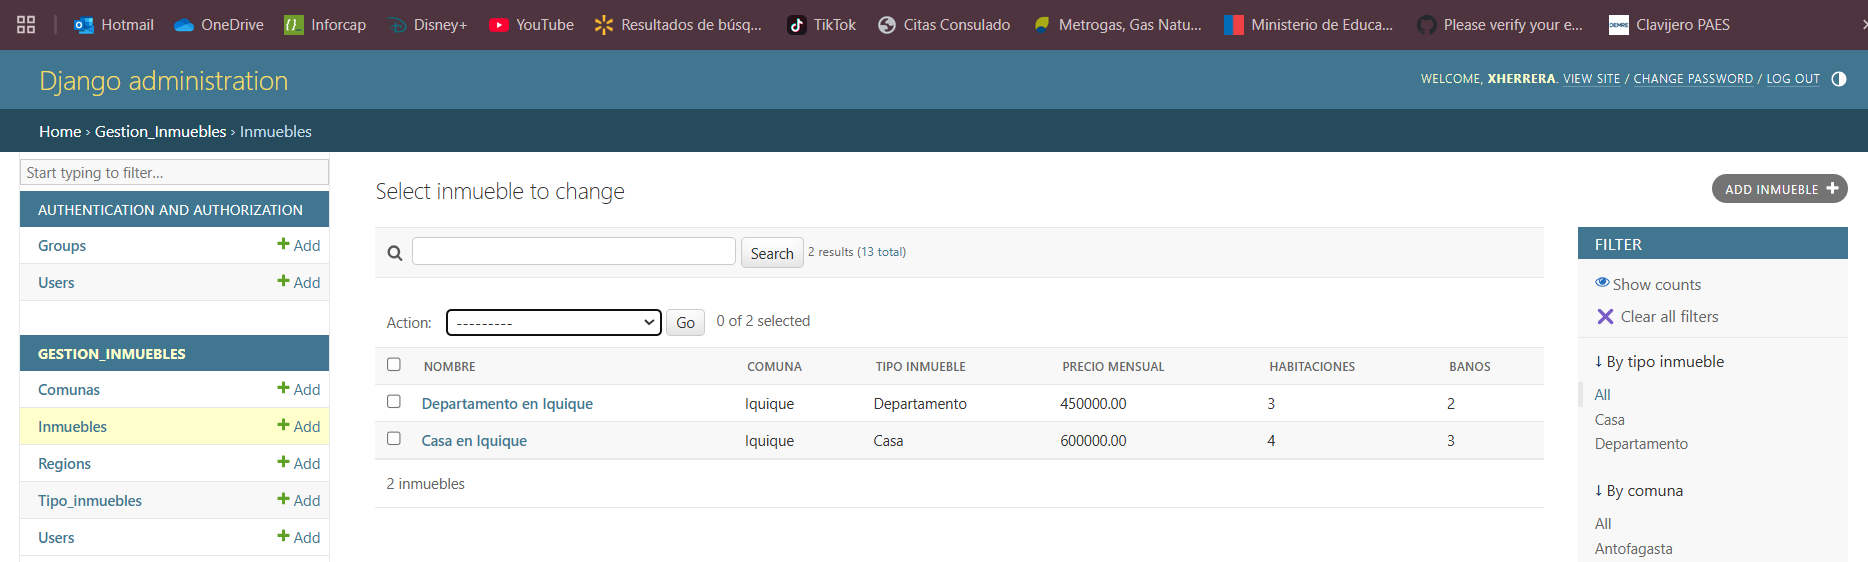 Hotmail OneDrive Inforcap Disney+ YouTube Resultados de búsq... TikTok Citas Consulado Metrogas, Gas Natu... Ministerio de Educa... Please verify your e... DEMRE Clavijero PAES
Django administration
WELCOME, XHERRERA. VIEW SITE / CHANGE PASSWORD / LOG OUT
Home › Gestion_Inmuebles › Inmuebles
Start typing to filter...
AUTHENTICATION AND AUTHORIZATION
Groups + Add
Users + Add
GESTION_INMUEBLES
Comunas + Add
Inmuebles + Add
Regions + Add
Tipo_inmuebles + Add
Users + Add
Select inmueble to change
ADD INMUEBLE +
Search 2 results (13 total)
Action: --------- Go 0 of 2 selected
NOMBRE COMUNA TIPO INMUEBLE PRECIO MENSUAL HABITACIONES BANOS
Departamento en Iquique Iquique Departamento 450000.00 3 2
Casa en Iquique Iquique Casa 600000.00 4 3
2 inmuebles
FILTER
Show counts
Clear all filters
↓ By tipo inmueble
All
Casa
Departamento
↓ By comuna
All
Antofagasta